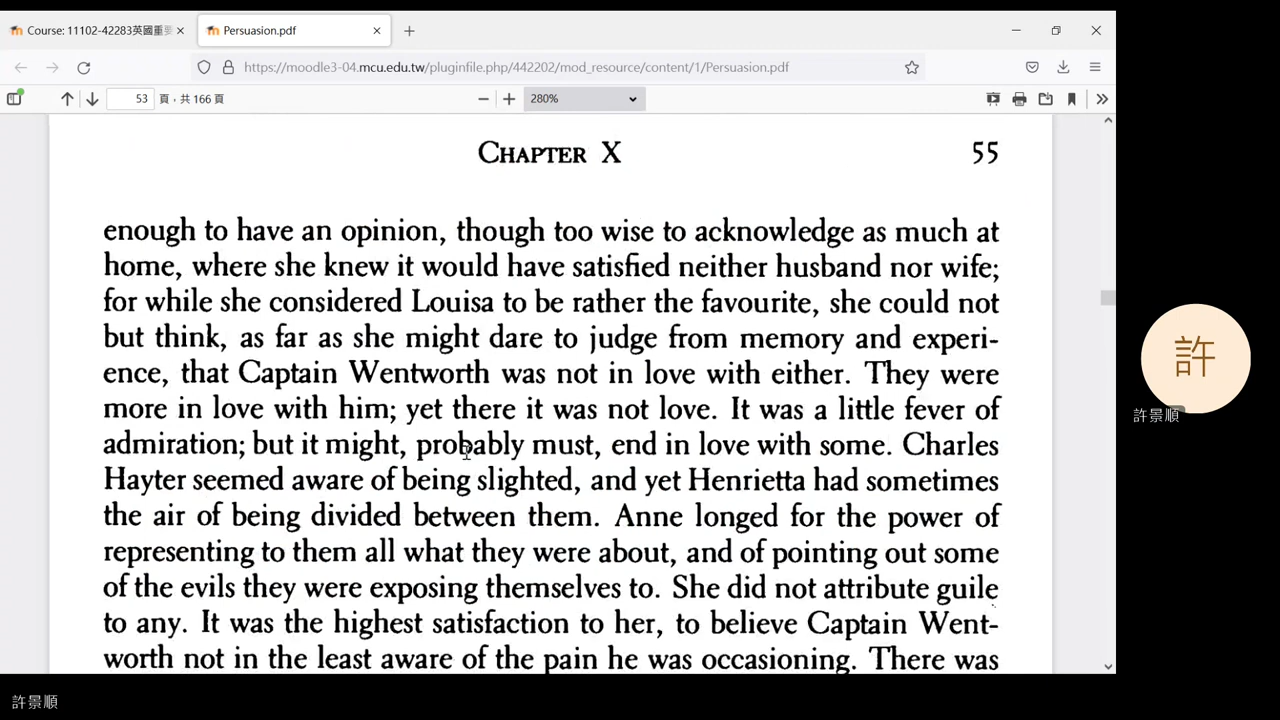 Course: 11102-42283英國重要
Persuasion.pdf
https://moodle3-04.mcu.edu.tw/pluginfile.php/442202/mod_resource/content/1/Persuasion.pdf
53 頁，共 166 頁
280%
CHAPTER X 55
enough to have an opinion, though too wise to acknowledge as much at
home, where she knew it would have satisfied neither husband nor wife;
for while she considered Louisa to be rather the favourite, she could not
but think, as far as she might dare to judge from memory and experi-
ence, that Captain Wentworth was not in love with either. They were
more in love with him; yet there it was not love. It was a little fever of
admiration; but it might, probably must, end in love with some. Charles
Hayter seemed aware of being slighted, and yet Henrietta had sometimes
the air of being divided between them. Anne longed for the power of
representing to them all what they were about, and of pointing out some
of the evils they were exposing themselves to. She did not attribute guile
to any. It was the highest satisfaction to her, to believe Captain Went-
worth not in the least aware of the pain he was occasioning. There was
許
許景順
許景順